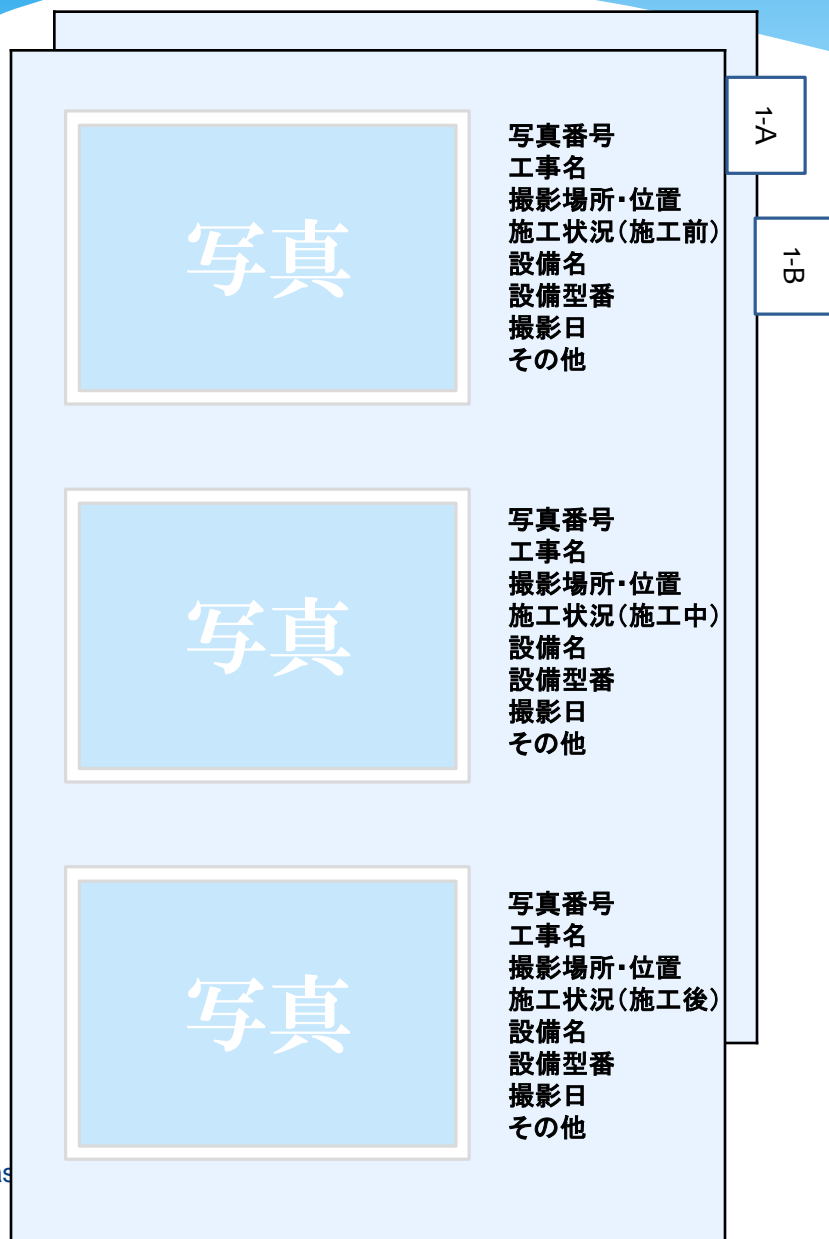 1-A
1-B
写真
写真番号
工事名
撮影場所・位置
施工状況(施工前)
設備名
設備型番
撮影日
その他
写真
写真番号
工事名
撮影場所・位置
施工状況(施工中)
設備名
設備型番
撮影日
その他
写真
写真番号
工事名
撮影場所・位置
施工状況(施工後)
設備名
設備型番
撮影日
その他